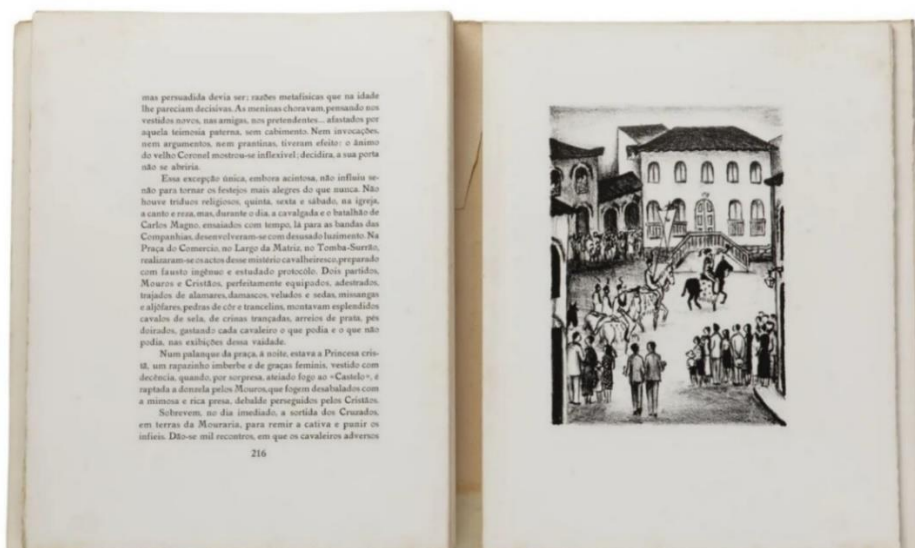 mas persuadida devia ser; razões metafísicas que na idade
lhe pareciam decisivas. As meninas choravam, pensando nos
vestidos novos, nas amigas, nos pretendentes... afastados por
aquela teimosia paterna, sem cabimento. Nem invocações,
nem argumentos, nem prantinas, tiveram efeito: o ânimo
do velho Coronel mostrou-se inflexível; decidira, a sua porta
não se abriria.
Essa excepção única, embora acintosa, não influiu se-
não para tornar os festejos mais alegres do que nunca. Não
houve tríduos religiosos, quinta, sexta e sábado, na igreja,
a canto e reza, mas, durante o dia, a cavalgada e o batalhão de
Carlos Magno, ensaiados com tempo, lá para as bandas das
Companhias, desenvolveram-se com desusado luzimento. Na
Praça do Comercio, no Largo da Matriz, no Tomba-Surrão,
realizaram-se os actos desse mistério cavalheiresco, preparado
com fausto ingênuo e estudado protocólo. Dois partidos,
Mouros e Cristãos, perfeitamente equipados, adestrados,
trajados de alamares, damascos, veludos e sedas, missangas
e aljôfares, pedras de côr e trancelins, montavam esplendidos
cavalos de sela, de crinas trançadas, arreios de prata, pés
doirados, gastando cada cavaleiro o que podia e o que não
podia, nas exibições dessa vaidade.
Num palanque da praça, à noite, estava a Princesa cris-
tã, um rapazinho imberbe e de graças feminis, vestido com
decência, quando, por sorpresa, ateiado fogo ao «Castelo», é
raptada a donzela pelos Mouros, que fogem desabalados com
a mimosa e rica presa, debalde perseguidos pelos Cristãos.
Sobrevem, no dia imediado, a sortida dos Cruzados,
em terras da Mouraria, para remir a cativa e punir os
infieis. Dão-se mil recontros, em que os cavaleiros adversos
216